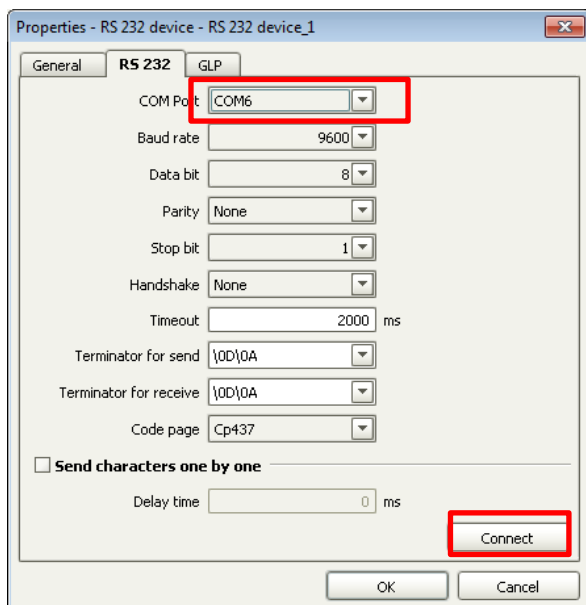 Properties - RS 232 device - RS 232 device_1
General RS 232 GLP
COM Port COM6
Baud rate 9600
Data bit 8
Parity None
Stop bit 1
Handshake None
Timeout 2000 ms
Terminator for send \0D\0A
Terminator for receive \0D\0A
Code page Cp437
Send characters one by one
Delay time 0 ms
Connect
OK Cancel